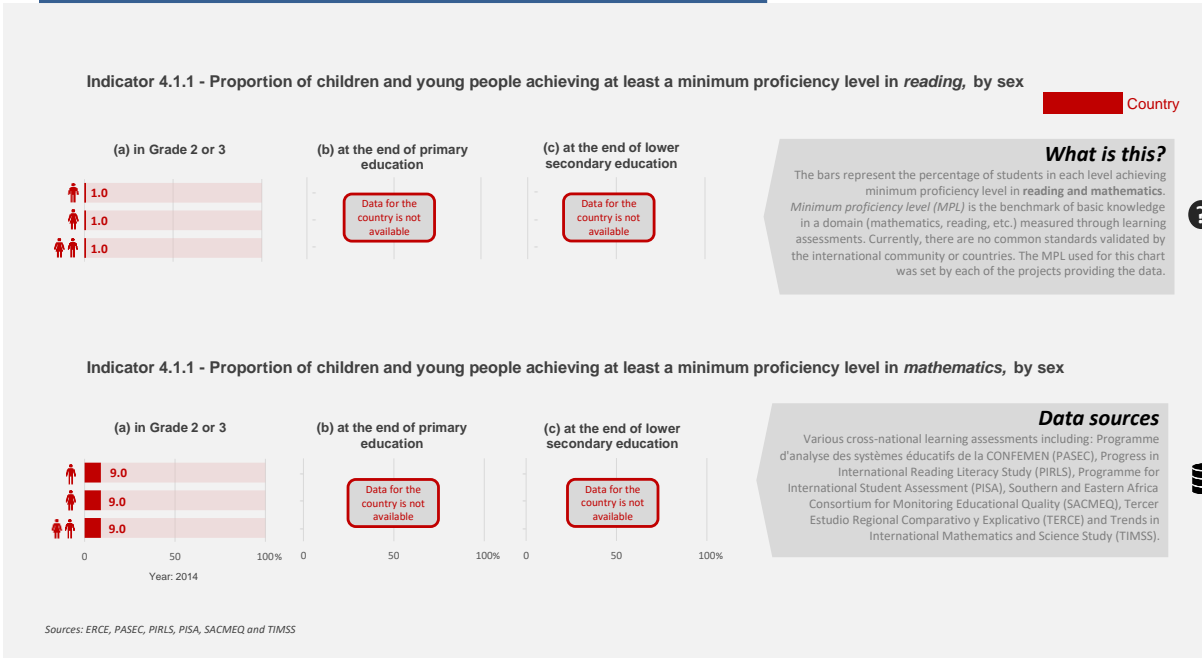 Indicator 4.1.1 - Proportion of children and young people achieving at least a minimum proficiency level in reading, by sex
Country
(a) in Grade 2 or 3
1.0
1.0
1.0
(b) at the end of primary
education
Data for the
country is not
available
(c) at the end of lower
secondary education
Data for the
country is not
available
What is this?
The bars represent the percentage of students in each level achieving
minimum proficiency level in reading and mathematics.
Minimum proficiency level (MPL) is the benchmark of basic knowledge
in a domain (mathematics, reading, etc.) measured through learning
assessments. Currently, there are no common standards validated by
the international community or countries. The MPL used for this chart
was set by each of the projects providing the data.
?
Indicator 4.1.1 - Proportion of children and young people achieving at least a minimum proficiency level in mathematics, by sex
(a) in Grade 2 or 3
9.0
9.0
9.0
0 50 100%
Year: 2014
(b) at the end of primary
education
Data for the
country is not
available
0 50 100%
(c) at the end of lower
secondary education
Data for the
country is not
available
0 50 100%
Data sources
Various cross-national learning assessments including: Programme
d'analyse des systèmes éducatifs de la CONFEMEN (PASEC), Progress in
International Reading Literacy Study (PIRLS), Programme for
International Student Assessment (PISA), Southern and Eastern Africa
Consortium for Monitoring Educational Quality (SACMEQ), Tercer
Estudio Regional Comparativo y Explicativo (TERCE) and Trends in
International Mathematics and Science Study (TIMSS).
Sources: ERCE, PASEC, PIRLS, PISA, SACMEQ and TIMSS